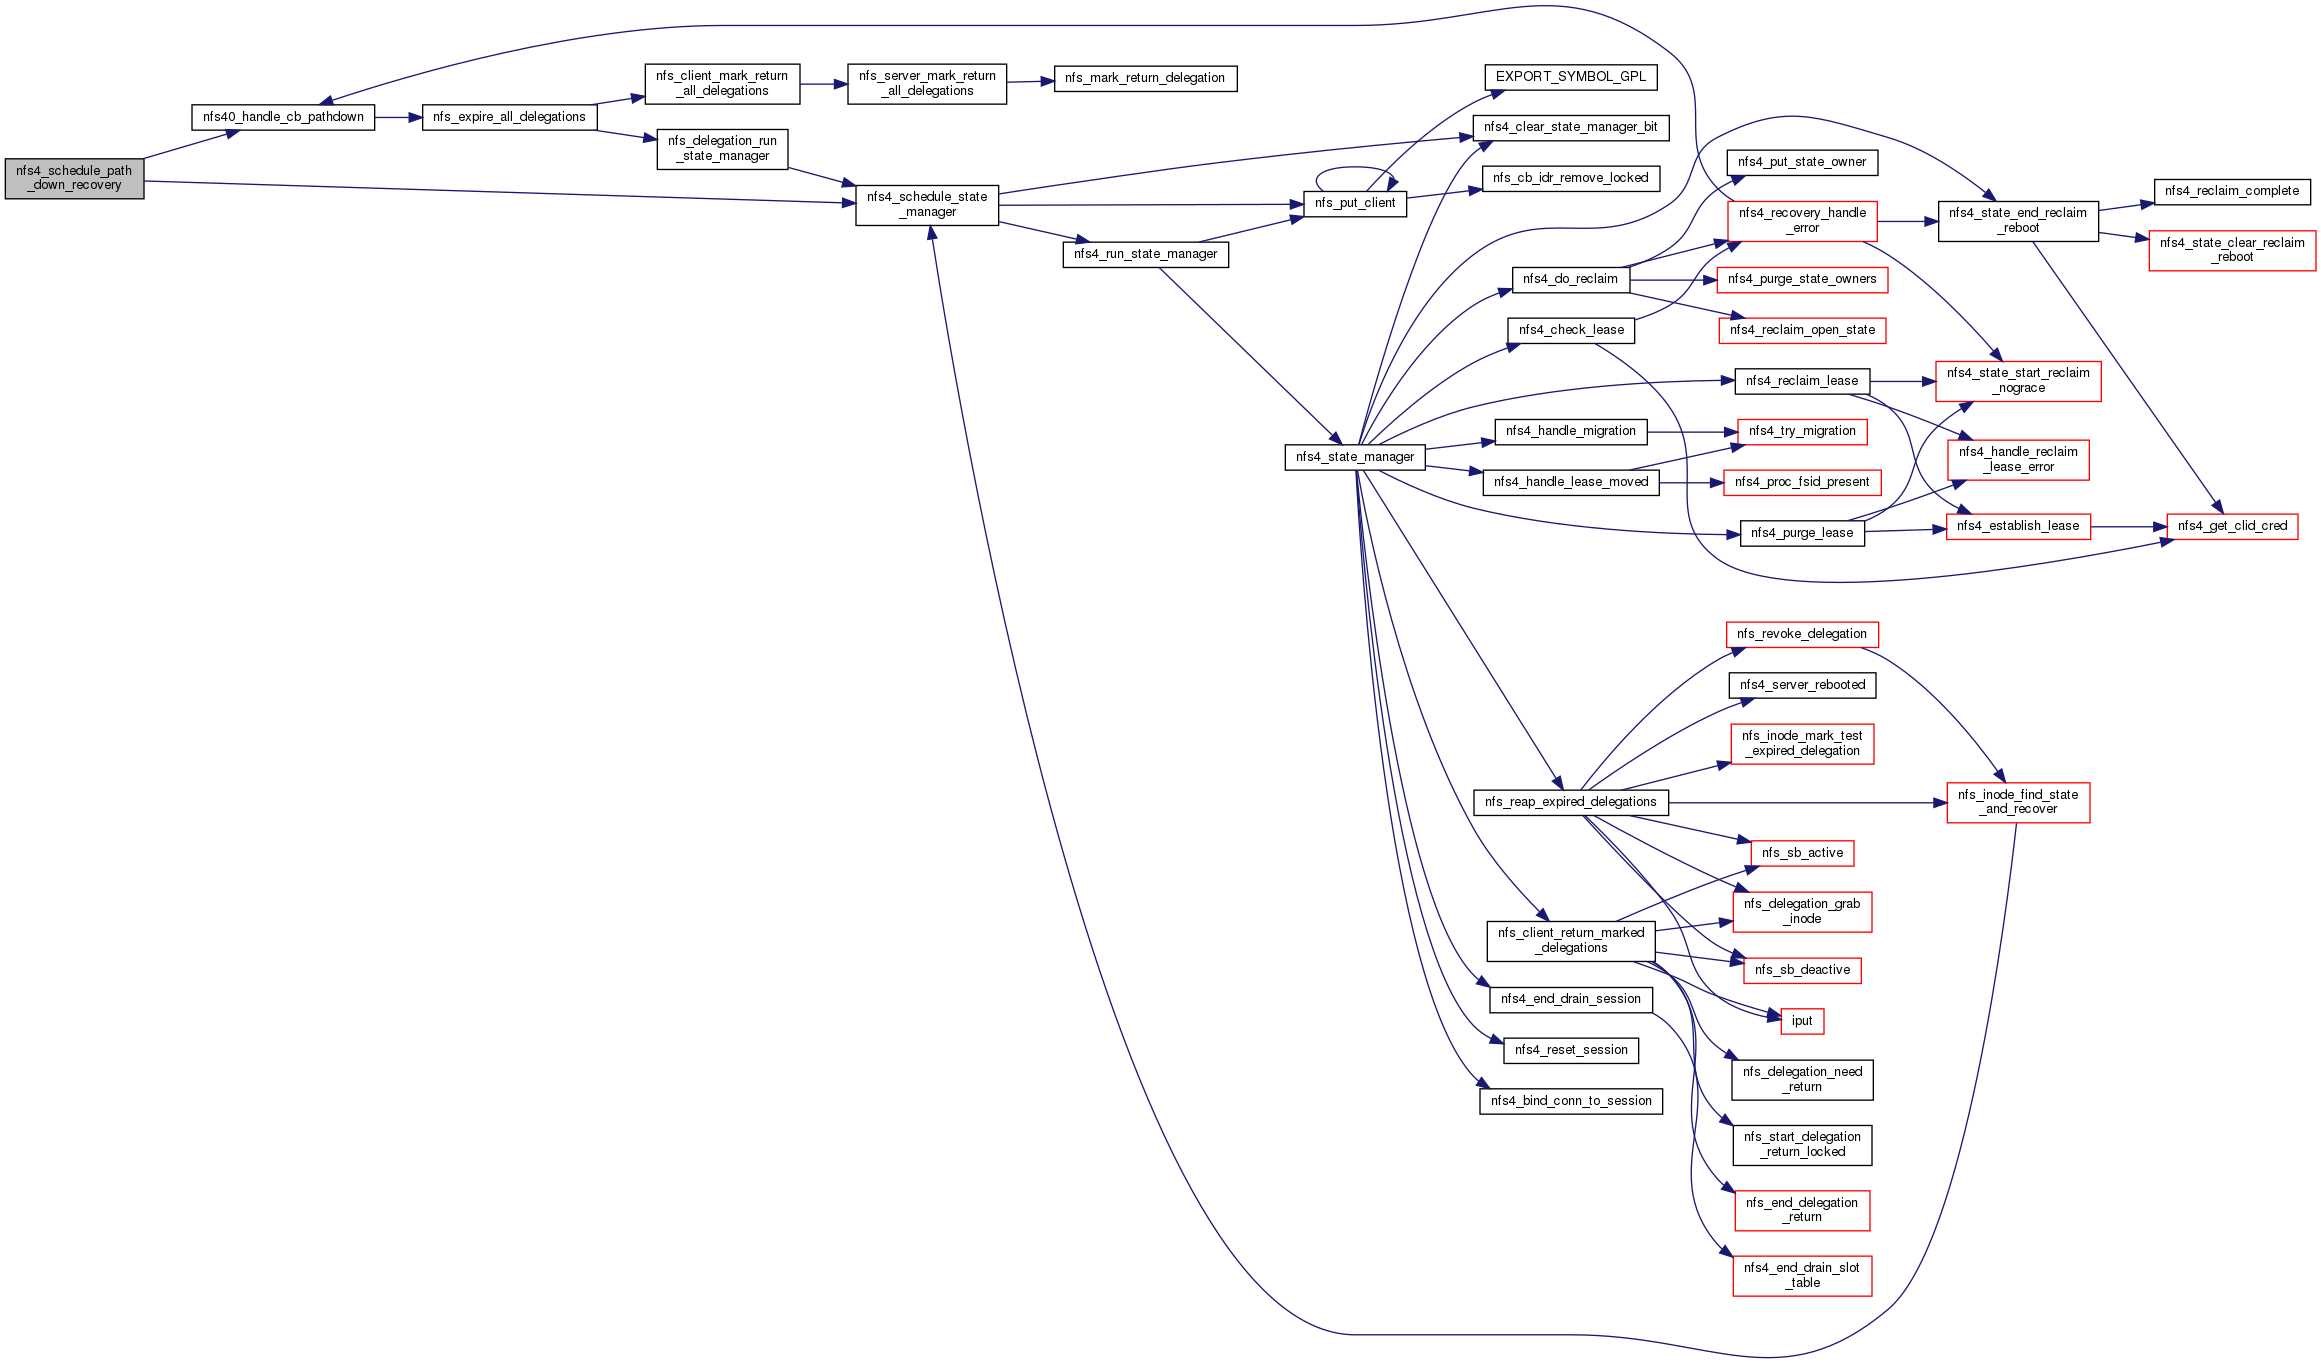 nfs4_schedule_path
_down_recovery
nfs40_handle_cb_pathdown
nfs_expire_all_delegations
nfs_client_mark_return
_all_delegations
nfs_delegation_run
_state_manager
nfs_server_mark_return
_all_delegations
nfs4_schedule_state
_manager
nfs_mark_return_delegation
nfs4_run_state_manager
nfs_put_client
nfs4_state_manager
EXPORT_SYMBOL_GPL
nfs4_clear_state_manager_bit
nfs_cb_idr_remove_locked
nfs4_do_reclaim
nfs4_check_lease
nfs4_handle_migration
nfs4_handle_lease_moved
nfs_reap_expired_delegations
nfs_client_return_marked
_delegations
nfs4_end_drain_session
nfs4_reset_session
nfs4_bind_conn_to_session
nfs4_put_state_owner
nfs4_recovery_handle
_error
nfs4_purge_state_owners
nfs4_reclaim_open_state
nfs4_reclaim_lease
nfs4_try_migration
nfs4_proc_fsid_present
nfs4_purge_lease
nfs_revoke_delegation
nfs4_server_rebooted
nfs_inode_mark_test
_expired_delegation
nfs_sb_active
nfs_delegation_grab
_inode
nfs_sb_deactive
iput
nfs_delegation_need
_return
nfs_start_delegation
_return_locked
nfs_end_delegation
_return
nfs4_end_drain_slot
_table
nfs4_state_end_reclaim
_reboot
nfs4_state_start_reclaim
_nograce
nfs4_handle_reclaim
_lease_error
nfs4_establish_lease
nfs_inode_find_state
_and_recover
nfs4_reclaim_complete
nfs4_state_clear_reclaim
_reboot
nfs4_get_clid_cred